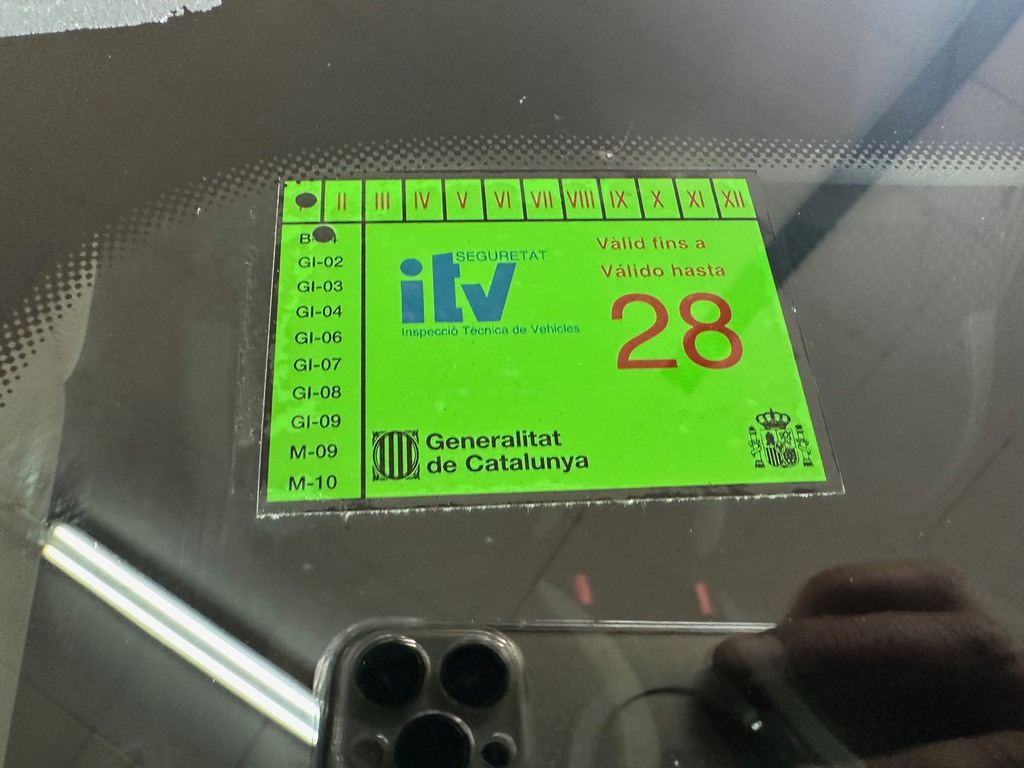 II III IV V VI VII VIII IX X XI XII
GI-02
GI-03
GI-04
GI-06
GI-07
GI-08
GI-09
M-09
M-10
SEGURETAT
itv
Inspecció Tècnica de Vehicles
Vàlid fins a
Válido hasta
28
Generalitat
de Catalunya